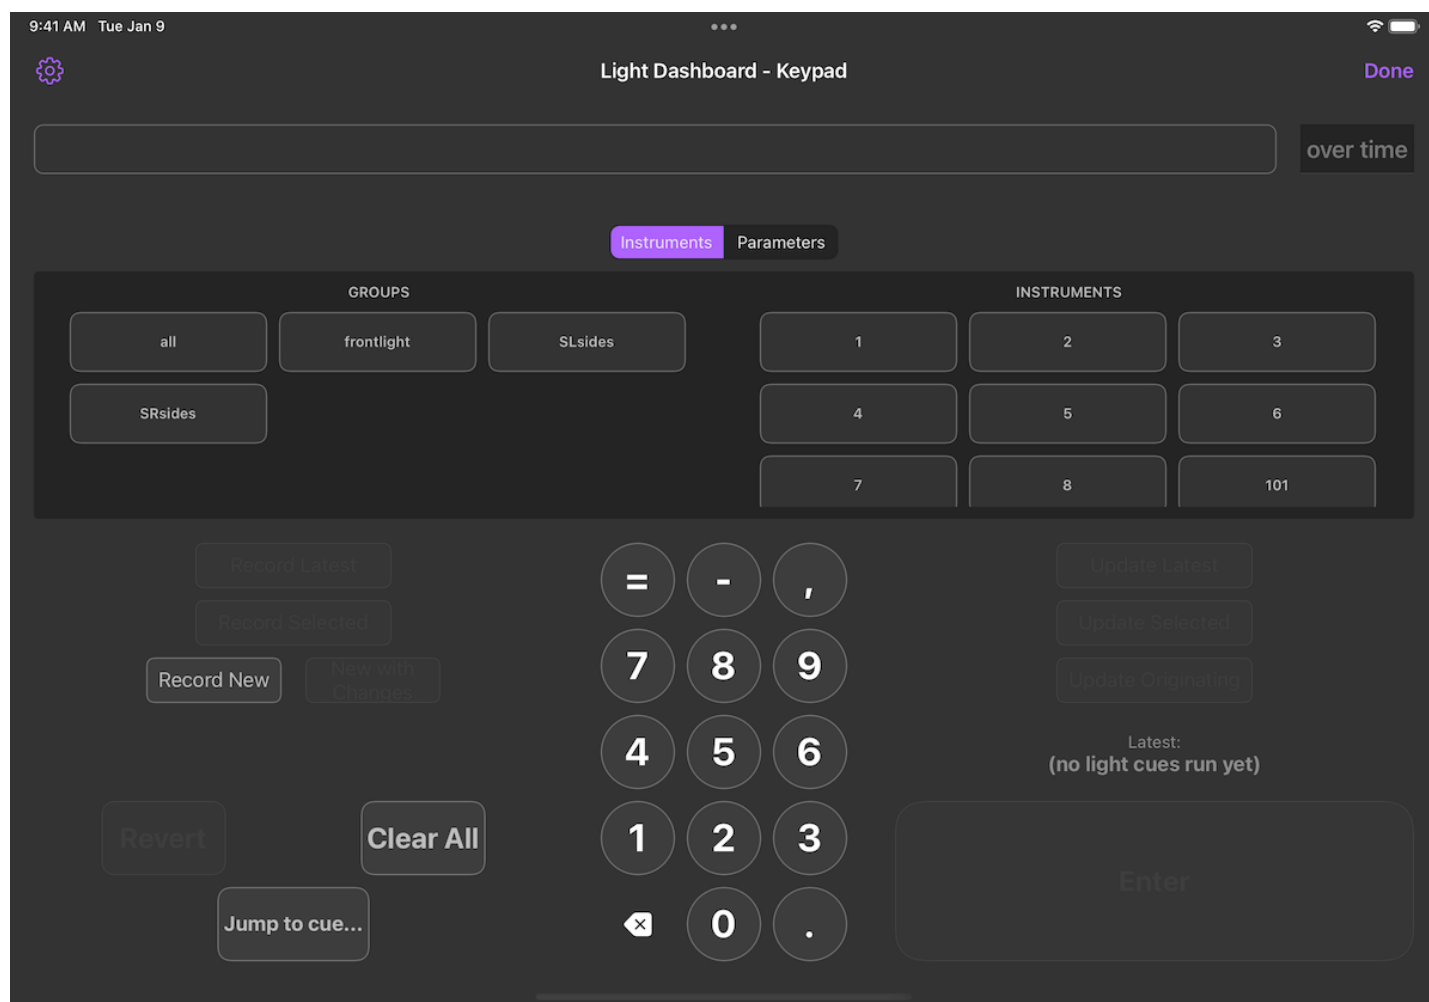 9:41 AM Tue Jan 9
Light Dashboard - Keypad
Done
over time
Instruments
Parameters
GROUPS
INSTRUMENTS
all
frontlight
SLsides
1
2
3
SRsides
4
5
6
7
8
101
Record Latest
Record Selected
Record New
New with
Changes
=
-
,
7
8
9
4
5
6
1
2
3
0
.
Update Latest
Update Selected
Update Originating
Latest:
(no light cues run yet)
Revert
Clear All
Jump to cue...
Enter